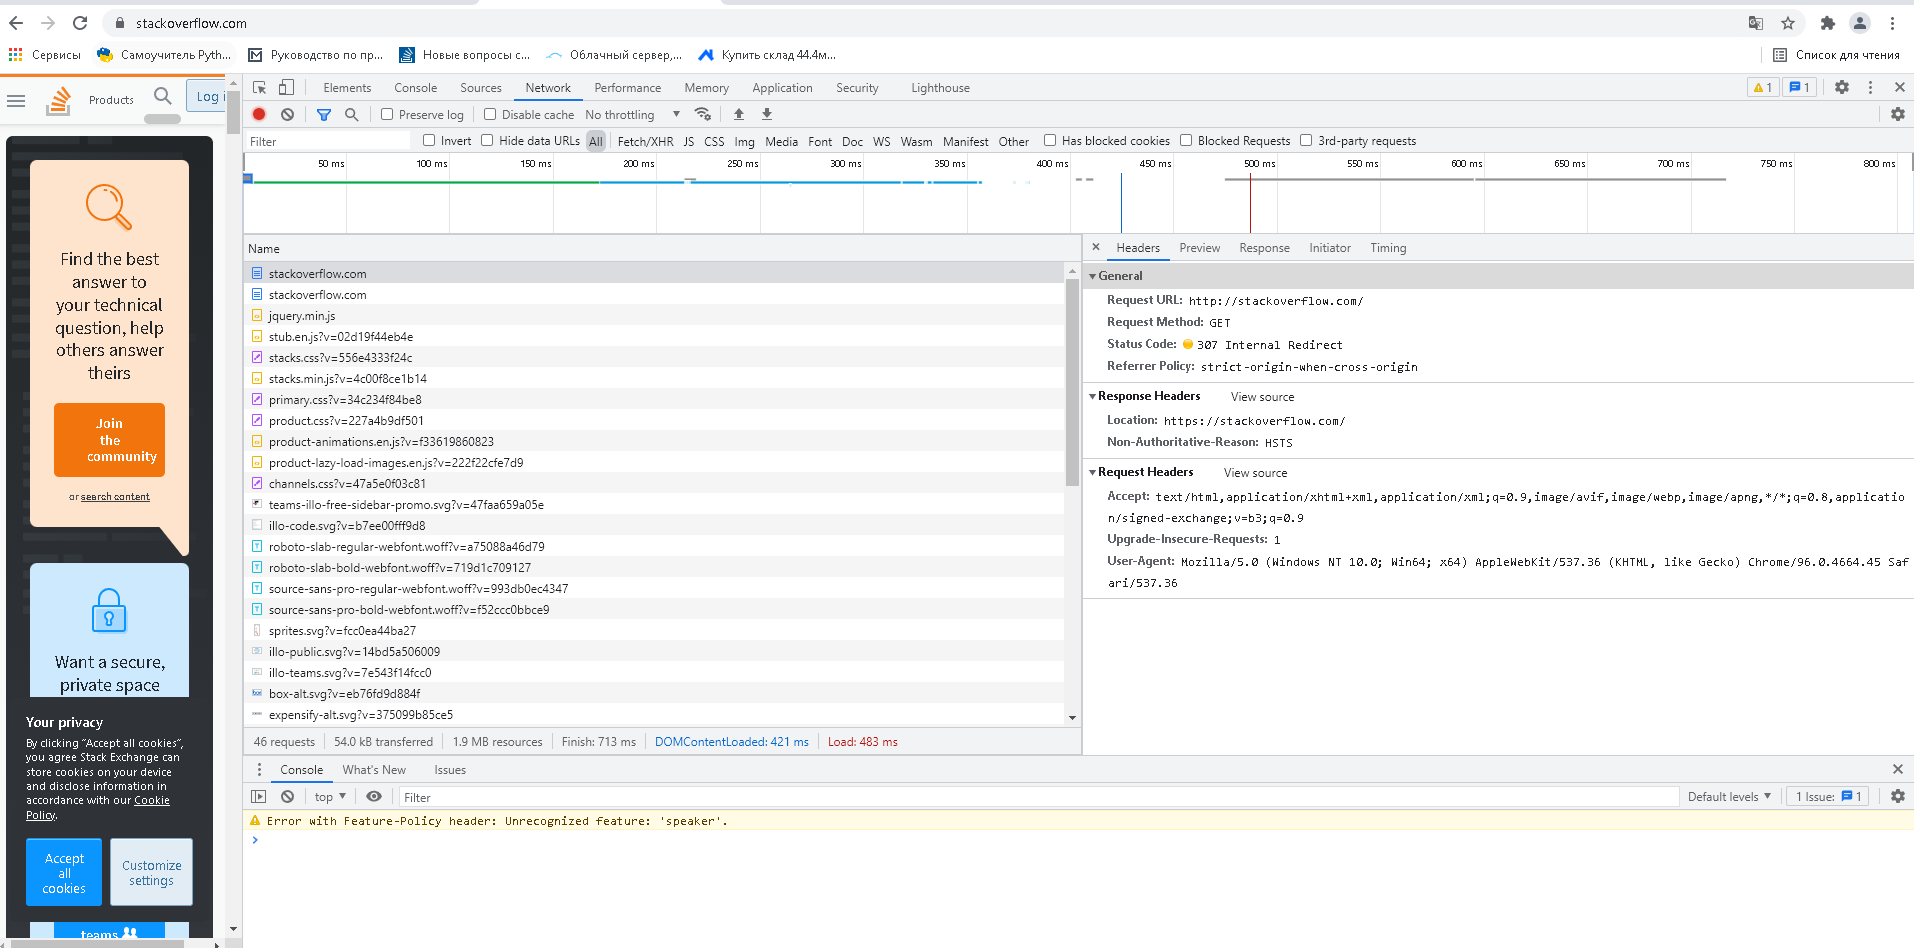 stackoverflow.com
Сервисы Самоучитель Pyth... Руководство по пр... Новые вопросы с... Облачный сервер,... Купить склад 44.4м... Список для чтения
Products Log i
Find the best
answer to
your technical
question, help
others answer
theirs
Join
the
community
or search content
Want a secure,
private space
Your privacy
By clicking “Accept all cookies”,
you agree Stack Exchange can
store cookies on your device
and disclose information in
accordance with our Cookie
Policy.
Accept
all
cookies
Customize
settings
teams
Elements Console Sources Network Performance Memory Application Security Lighthouse 1 1
Preserve log Disable cache No throttling
Filter Invert Hide data URLs All Fetch/XHR JS CSS Img Media Font Doc WS Wasm Manifest Other Has blocked cookies Blocked Requests 3rd-party requests
50 ms 100 ms 150 ms 200 ms 250 ms 300 ms 350 ms 400 ms 450 ms 500 ms 550 ms 600 ms 650 ms 700 ms 750 ms 800 ms
Name
stackoverflow.com
stackoverflow.com
jquery.min.js
stub.en.js?v=02d19f44eb4e
stacks.css?v=556e4333f24c
stacks.min.js?v=4c00f8ce1b14
primary.css?v=34c234f84be8
product.css?v=227a4b9df501
product-animations.en.js?v=f33619860823
product-lazy-load-images.en.js?v=222f22cfe7d9
channels.css?v=47a5e0f03c81
teams-illo-free-sidebar-promo.svg?v=47faa659a05e
illo-code.svg?v=b7ee00fff9d8
roboto-slab-regular-webfont.woff?v=a75088a46d79
roboto-slab-bold-webfont.woff?v=719d1c709127
source-sans-pro-regular-webfont.woff?v=993db0ec4347
source-sans-pro-bold-webfont.woff?v=f52ccc0bbce9
sprites.svg?v=fcc0ea44ba27
illo-public.svg?v=14bd5a506009
illo-teams.svg?v=7e543f14fcc0
box-alt.svg?v=eb76fd9d884f
expensify-alt.svg?v=375099b85ce5
46 requests 54.0 kB transferred 1.9 MB resources Finish: 713 ms DOMContentLoaded: 421 ms Load: 483 ms
Headers Preview Response Initiator Timing
General
Request URL: http://stackoverflow.com/
Request Method: GET
Status Code: 307 Internal Redirect
Referrer Policy: strict-origin-when-cross-origin
Response Headers View source
Location: https://stackoverflow.com/
Non-Authoritative-Reason: HSTS
Request Headers View source
Accept: text/html,application/xhtml+xml,application/xml;q=0.9,image/avif,image/webp,image/apng,*/*;q=0.8,applicatio
n/signed-exchange;v=b3;q=0.9
Upgrade-Insecure-Requests: 1
User-Agent: Mozilla/5.0 (Windows NT 10.0; Win64; x64) AppleWebKit/537.36 (KHTML, like Gecko) Chrome/96.0.4664.45 Saf
ari/537.36
Console What's New Issues
top Filter Default levels 1 Issue: 1
Error with Feature-Policy header: Unrecognized feature: 'speaker'.